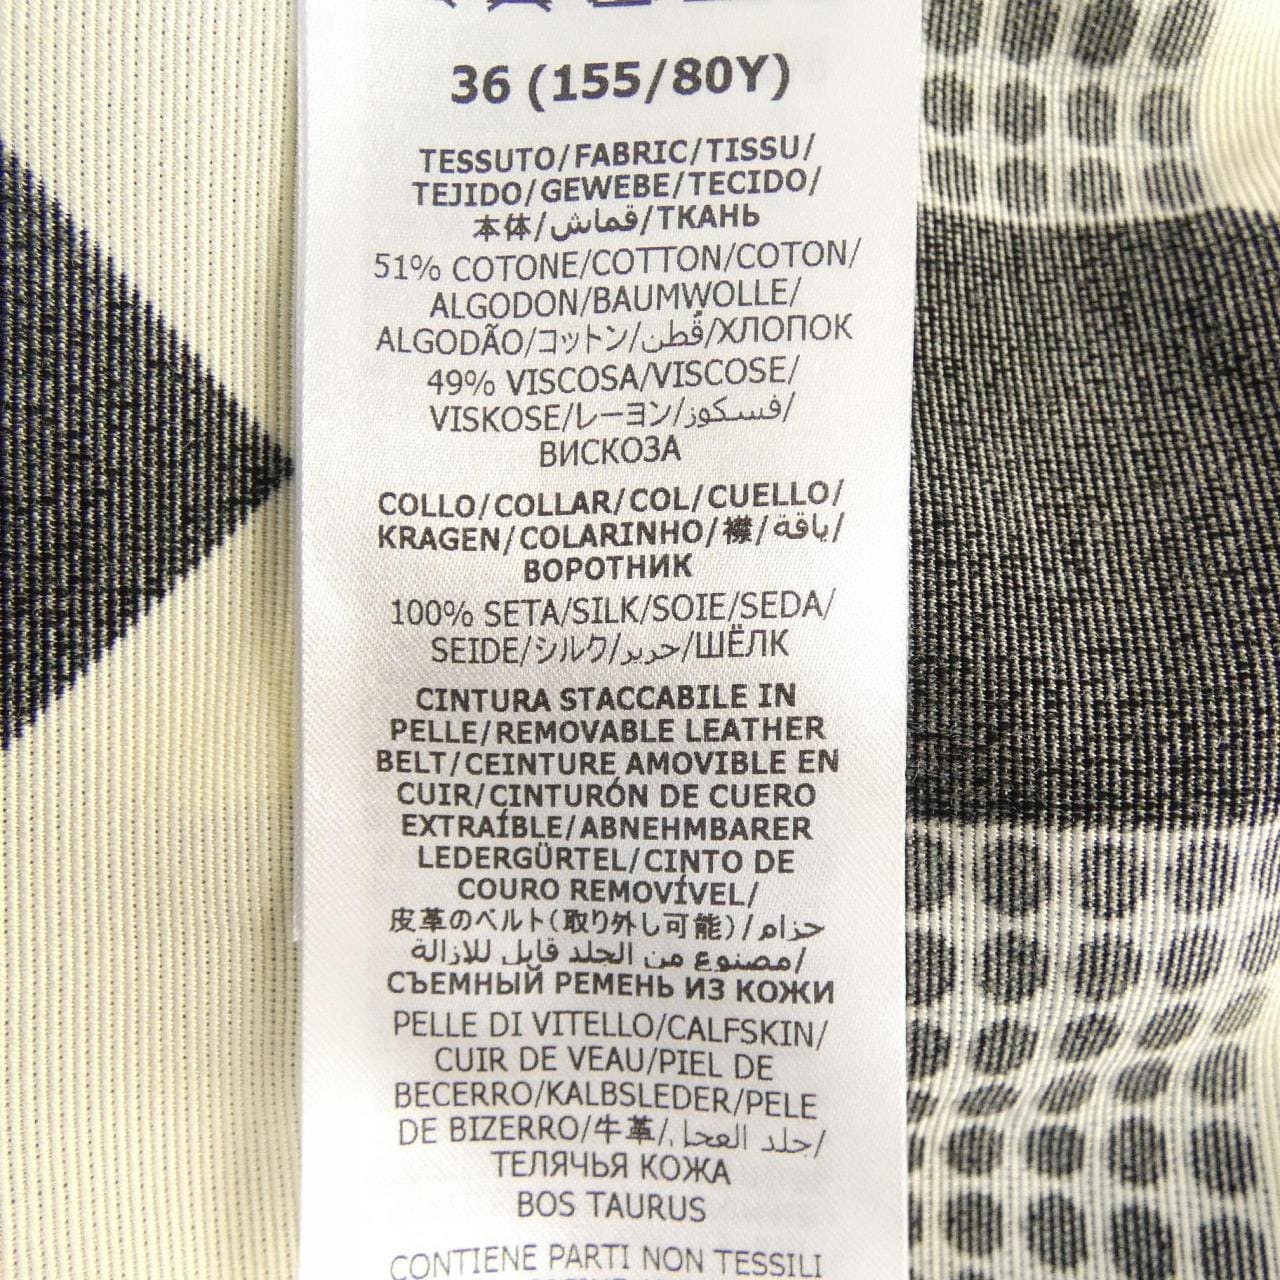 36 (155/80Y)
TESSUTO/FABRIC/TISSU/
TEJIDO/GEWEBE/TECIDO/
本体/قماش/ТКАНЬ
51% COTONE/COTTON/COTON/
ALGODON/BAUMWOLLE/
ALGODÃO/コットン/قُطن/ХЛОПОК
49% VISCOSA/VISCOSE/
VISKOSE/レーヨン/فسكوز/
ВИСКОЗА
COLLO/COLLAR/COL/CUELLO/
KRAGEN/COLARINHO/襟/ياقة/
ВОРОТНИК
100% SETA/SILK/SOIE/SEDA/
SEIDE/シルク/حرير/ШЁЛК
CINTURA STACCABILE IN
PELLE/REMOVABLE LEATHER
BELT/CEINTURE AMOVIBLE EN
CUIR/CINTURÓN DE CUERO
EXTRAÍBLE/ABNEHMBARER
LEDERGÜRTEL/CINTO DE
COURO REMOVÍVEL/
皮革のベルト(取り外し可能)/حزام
مصنوع من الجلد قابل للإزالة/
СЪЕМНЫЙ РЕМЕНЬ ИЗ КОЖИ
PELLE DI VITELLO/CALFSKIN/
CUIR DE VEAU/PIEL DE
BECERRO/KALBSLEDER/PELE
DE BIZERRO/牛革/جلد العجل/
ТЕЛЯЧЬЯ КОЖА
BOS TAURUS
CONTIENE PARTI NON TESSILI